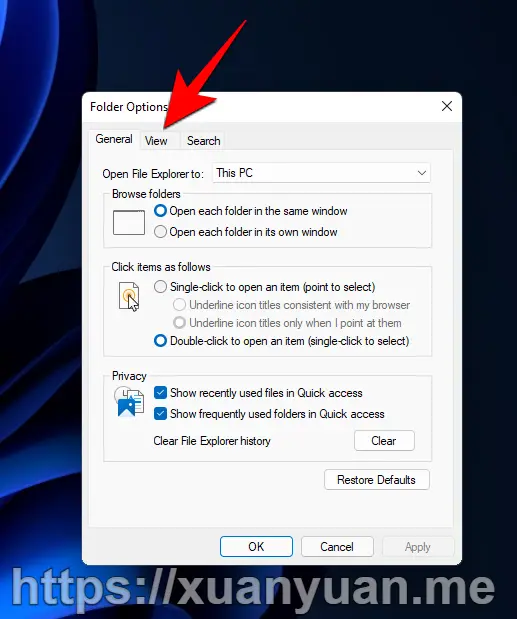 Folder Options
General View Search
Open File Explorer to: This PC
Browse folders
Open each folder in the same window
Open each folder in its own window
Click items as follows
Single-click to open an item (point to select)
Underline icon titles consistent with my browser
Underline icon titles only when I point at them
Double-click to open an item (single-click to select)
Privacy
Show recently used files in Quick access
Show frequently used folders in Quick access
Clear File Explorer history Clear
Restore Defaults
OK Cancel Apply
https://xuanyuan.me